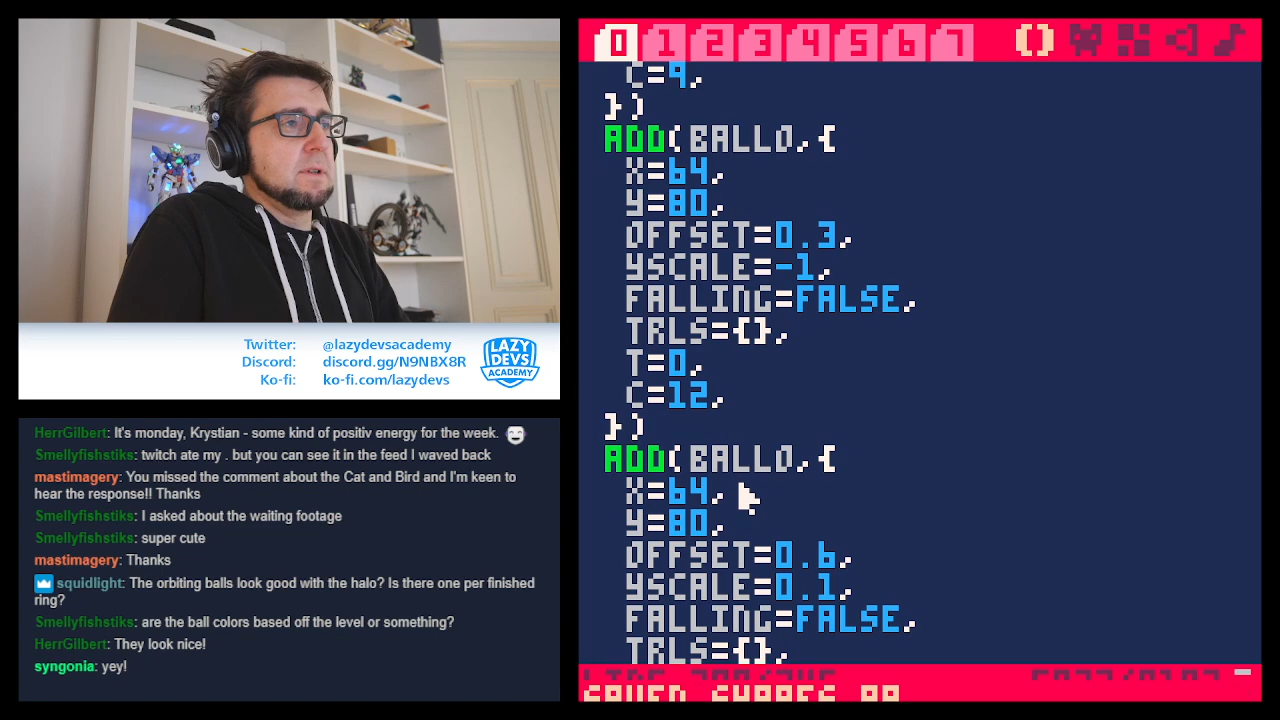 Twitter: @lazydevsacademy
Discord: discord.gg/N9NBX8R
Ko-fi: ko-fi.com/lazydevs
LAZY
DEVS
ACADEMY
HerrGilbert: It's monday, Krystian - some kind of positiv energy for the week.
Smellyfishstiks: twitch ate my . but you can see it in the feed I waved back
mastimagery: You missed the comment about the Cat and Bird and I'm keen to
hear the response!! Thanks
Smellyfishstiks: I asked about the waiting footage
Smellyfishstiks: super cute
mastimagery: Thanks
squidlight: The orbiting balls look good with the halo? Is there one per finished
ring?
Smellyfishstiks: are the ball colors based off the level or something?
HerrGilbert: They look nice!
syngonia: yey!
0 1 2 3 4 5 6 7 ()
C=9,
})
ADD(BALLO,{
X=64,
Y=80,
OFFSET=0.3,
YSCALE=-1,
FALLING=FALSE,
TRLS={},
T=0,
C=12,
})
ADD(BALLO,{
X=64,
Y=80,
OFFSET=0.6,
YSCALE=0.1,
FALLING=FALSE,
TRLS={},